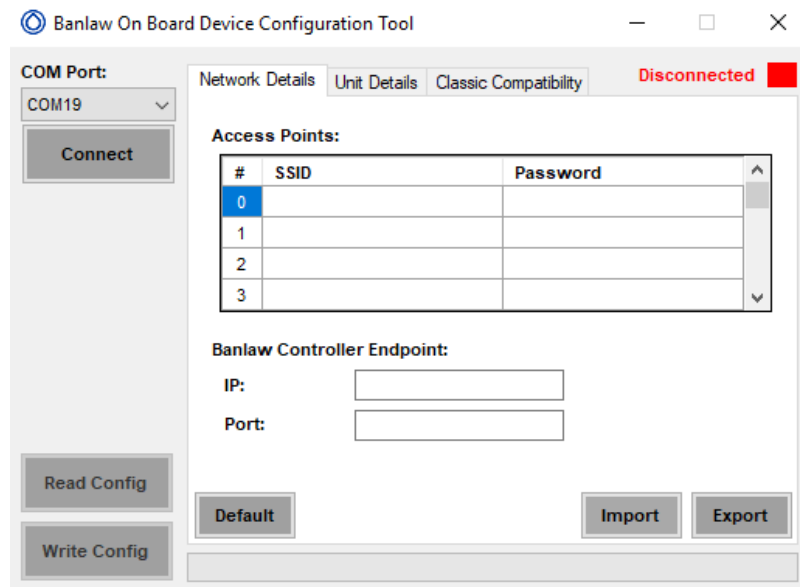 Banlaw On Board Device Configuration Tool
COM Port:
COM19
Connect
Network Details
Unit Details
Classic Compatibility
Disconnected
Access Points:
# SSID Password
0
1
2
3
Banlaw Controller Endpoint:
IP:
Port:
Read Config
Write Config
Default
Import
Export